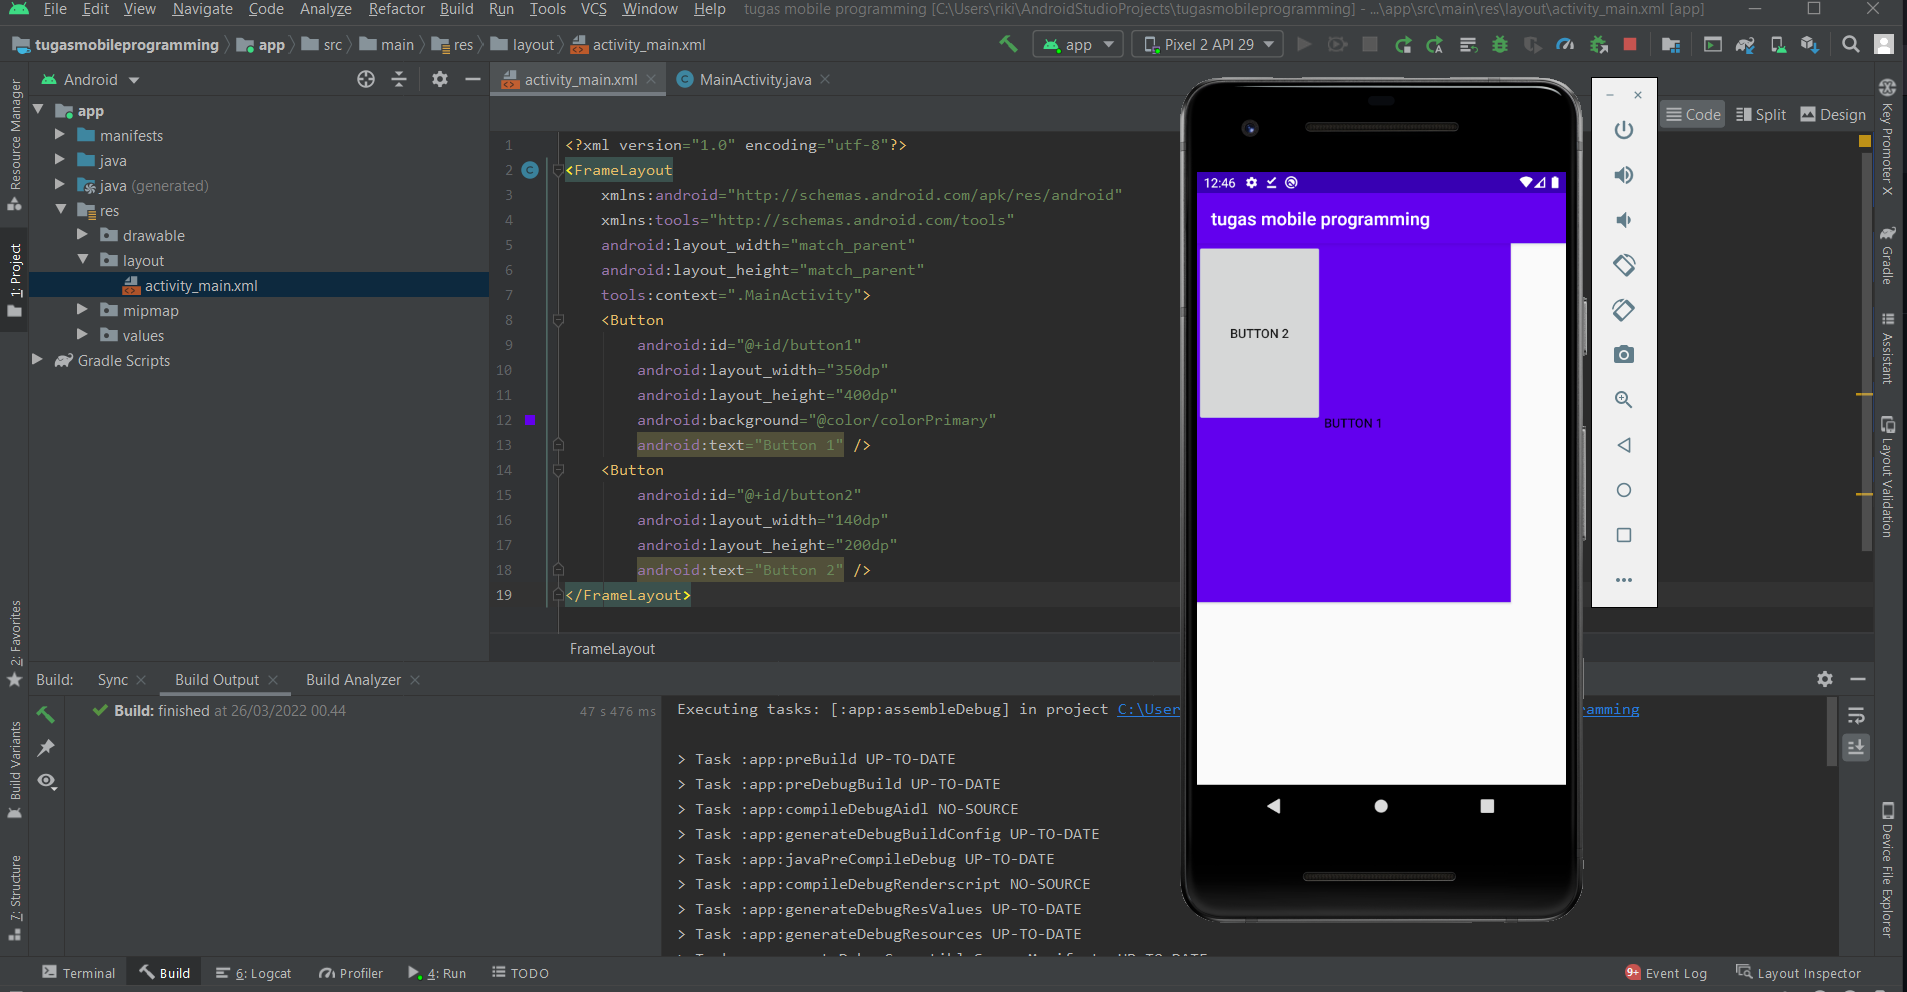 File Edit View Navigate Code Analyze Refactor Build Run Tools VCS Window Help tugas mobile programming [C:\Users\riki\AndroidStudioProjects\tugasmobileprogramming] - ...\app\src\main\res\layout\activity_main.xml [app]
tugasmobileprogramming app src main res layout activity_main.xml app Pixel 2 API 29
Android
activity_main.xml MainActivity.java
Code Split Design
app
manifests
java
java (generated)
res
drawable
layout
activity_main.xml
mipmap
values
Gradle Scripts
1 <?xml version="1.0" encoding="utf-8"?>
2 <FrameLayout
3 xmlns:android="http://schemas.android.com/apk/res/android"
4 xmlns:tools="http://schemas.android.com/tools"
5 android:layout_width="match_parent"
6 android:layout_height="match_parent"
7 tools:context=".MainActivity">
8 <Button
9 android:id="@+id/button1"
10 android:layout_width="350dp"
11 android:layout_height="400dp"
12 android:background="@color/colorPrimary"
13 android:text="Button 1" />
14 <Button
15 android:id="@+id/button2"
16 android:layout_width="140dp"
17 android:layout_height="200dp"
18 android:text="Button 2" />
19 </FrameLayout>
FrameLayout
12:46
tugas mobile programming
BUTTON 2
BUTTON 1
Resource Manager
1: Project
2: Favorites
Build Variants
7: Structure
Key Promoter X
Gradle
Assistant
Layout Validation
Device File Explorer
Build: Sync Build Output Build Analyzer
Build: finished at 26/03/2022 00.44 47 s 476 ms
Executing tasks: [:app:assembleDebug] in project C:\User
amming
> Task :app:preBuild UP-TO-DATE
> Task :app:preDebugBuild UP-TO-DATE
> Task :app:compileDebugAidl NO-SOURCE
> Task :app:generateDebugBuildConfig UP-TO-DATE
> Task :app:javaPreCompileDebug UP-TO-DATE
> Task :app:compileDebugRenderscript NO-SOURCE
> Task :app:generateDebugResValues UP-TO-DATE
> Task :app:generateDebugResources UP-TO-DATE
Terminal Build 6: Logcat Profiler 4: Run TODO 9+ Event Log Layout Inspector